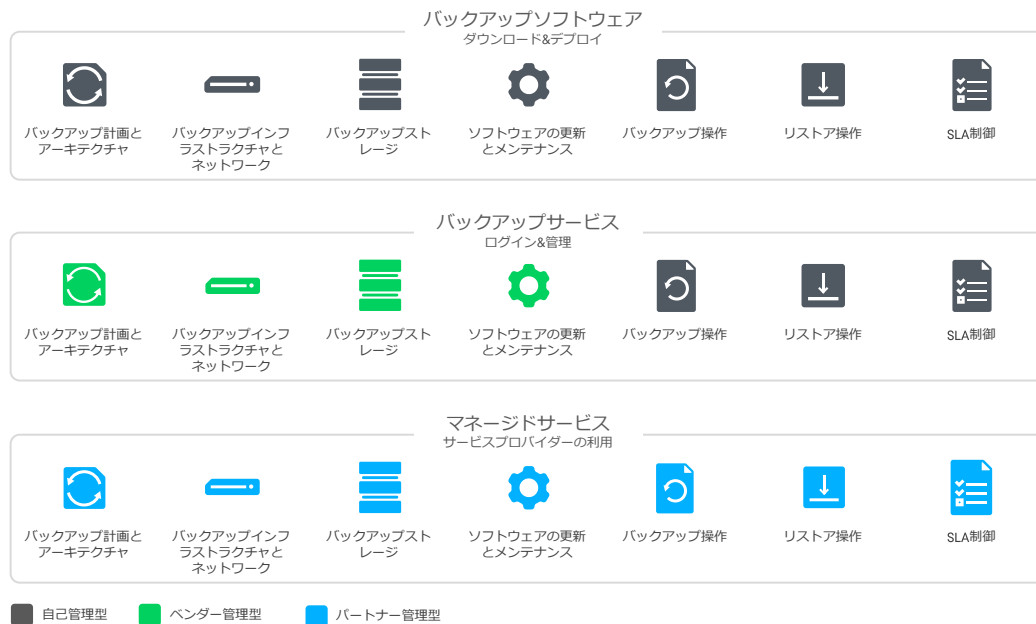 バックアップソフトウェア
ダウンロード&デプロイ
バックアップ計画と
アーキテクチャ
バックアップインフ
ラストラクチャと
ネットワーク
バックアップスト
レージ
ソフトウェアの更新
とメンテナンス
バックアップ操作
リストア操作
SLA制御
バックアップサービス
ログイン&管理
バックアップ計画と
アーキテクチャ
バックアップインフ
ラストラクチャと
ネットワーク
バックアップスト
レージ
ソフトウェアの更新
とメンテナンス
バックアップ操作
リストア操作
SLA制御
マネージドサービス
サービスプロバイダーの利用
バックアップ計画と
アーキテクチャ
バックアップインフ
ラストラクチャと
ネットワーク
バックアップスト
レージ
ソフトウェアの更新
とメンテナンス
バックアップ操作
リストア操作
SLA制御
自己管理型
ベンダー管理型
パートナー管理型